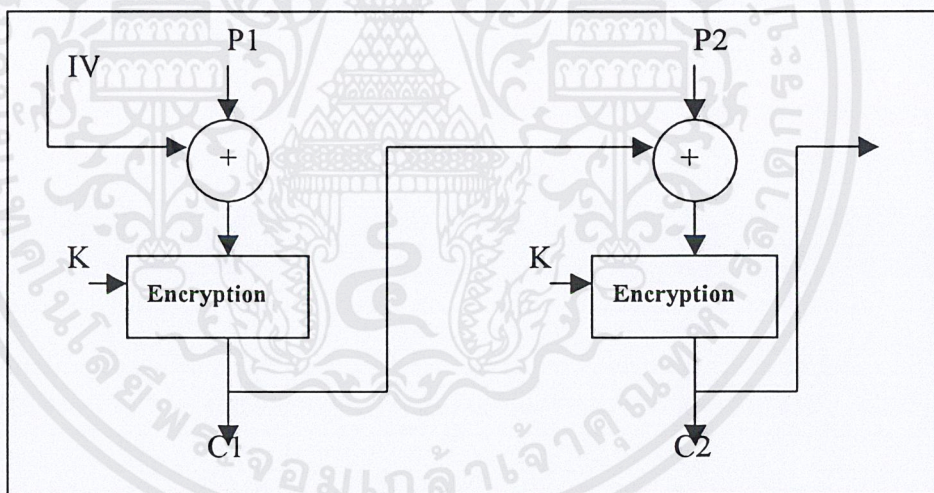 P1
P2
IV
+
+
K
K
Encryption
Encryption
C1
C2